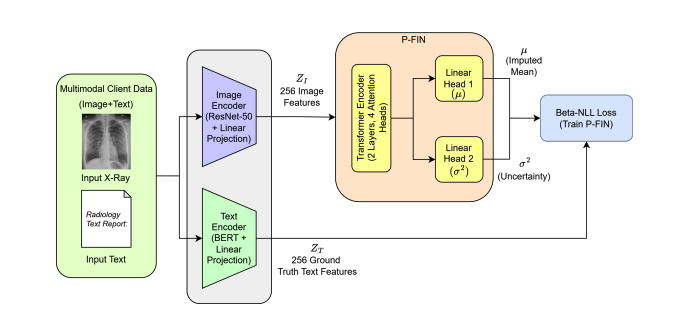 Multimodal Client Data
(Image+Text)
Input X-Ray
Radiology
Text Report:
Input Text
Image
Encoder
(ResNet-50
+ Linear
Projection)
Text
Encoder
(BERT +
Linear
Projection)
Z_I
256 Image
Features
Z_T
256 Ground
Truth Text Features
P-FIN
Transformer Encoder
(2 Layers, 4 Attention
Heads)
Linear
Head 1
(μ)
Linear
Head 2
(σ²)
μ
(Imputed
Mean)
σ²
(Uncertainty)
Beta-NLL Loss
(Train P-FIN)